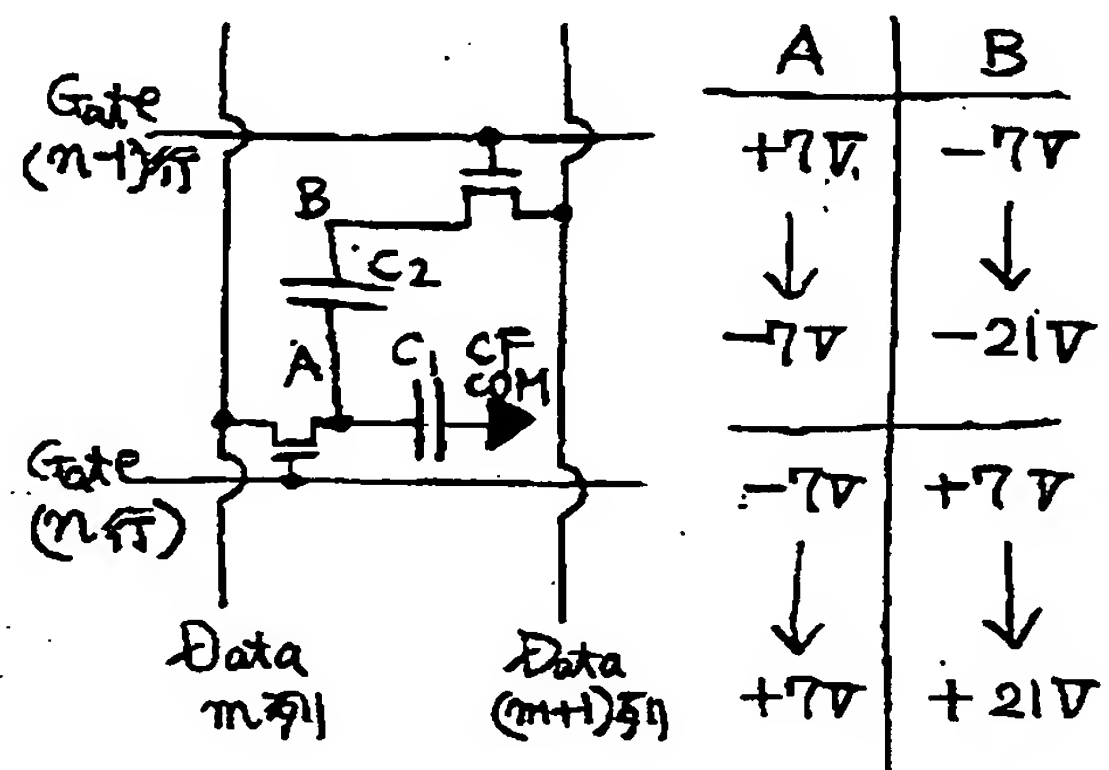 Gate
(n-1)行
B
C2
A
C1
CF
COM
Gate
(n行)
Data
m列
Data
(m+1)列
A B
+7V -7V
↓ ↓
-7V -21V
-7V +7V
↓ ↓
+7V +21V